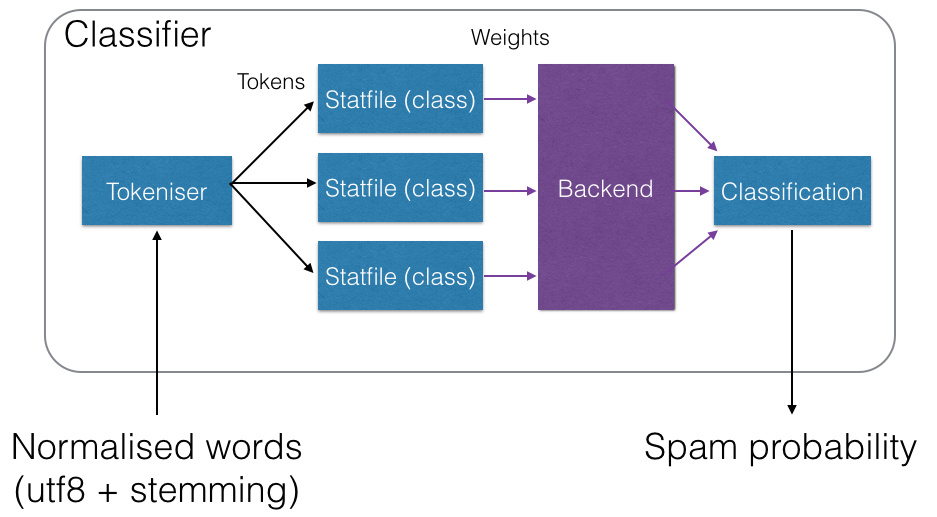 Classifier
Weights
Tokens
Statfile (class)
Tokeniser
Statfile (class)
Backend
Classification
Statfile (class)
Normalised words
(utf8 + stemming)
Spam probability